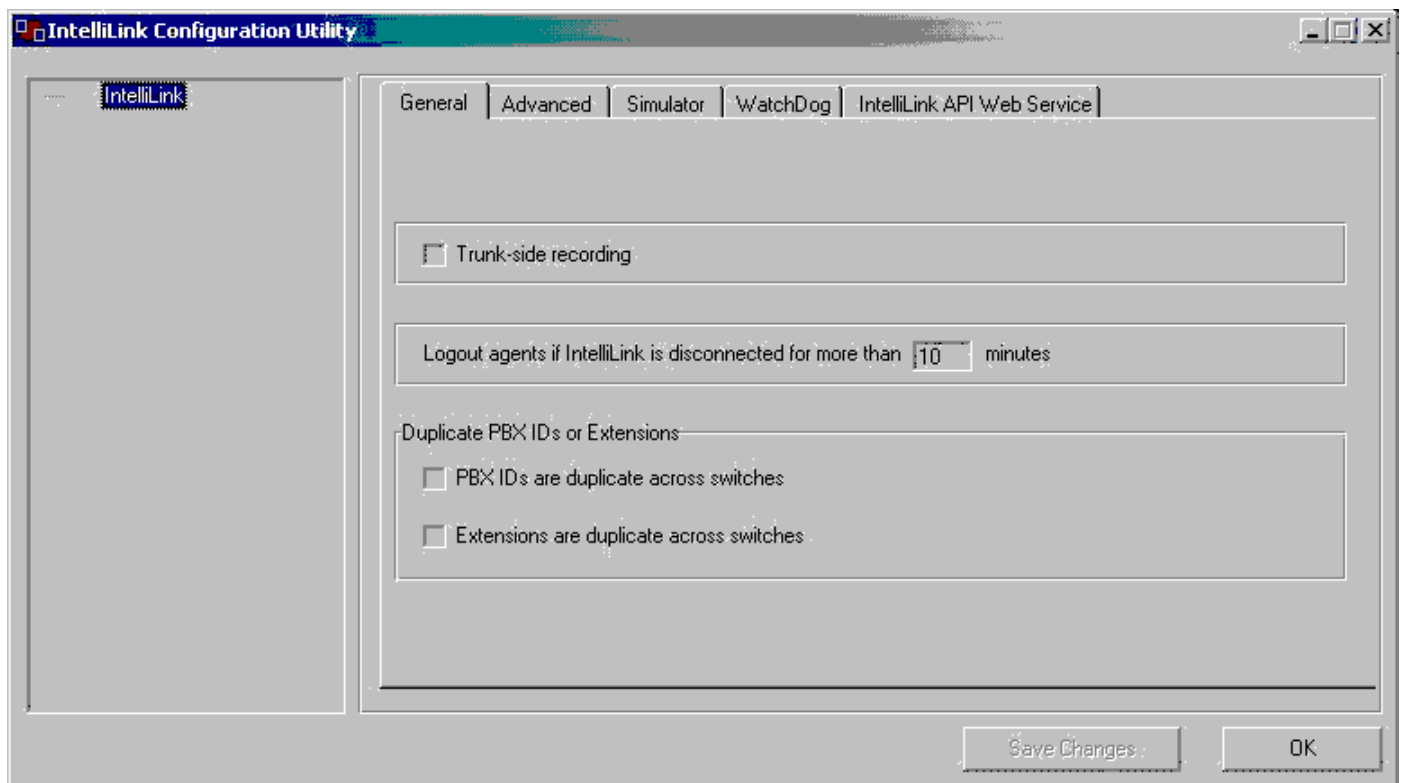 IntelliLink Configuration Utility
IntelliLink
General Advanced Simulator WatchDog IntelliLink API Web Service
Trunk-side recording
Logout agents if IntelliLink is disconnected for more than 10 minutes
Duplicate PBX IDs or Extensions
PBX IDs are duplicate across switches
Extensions are duplicate across switches
Save Changes OK